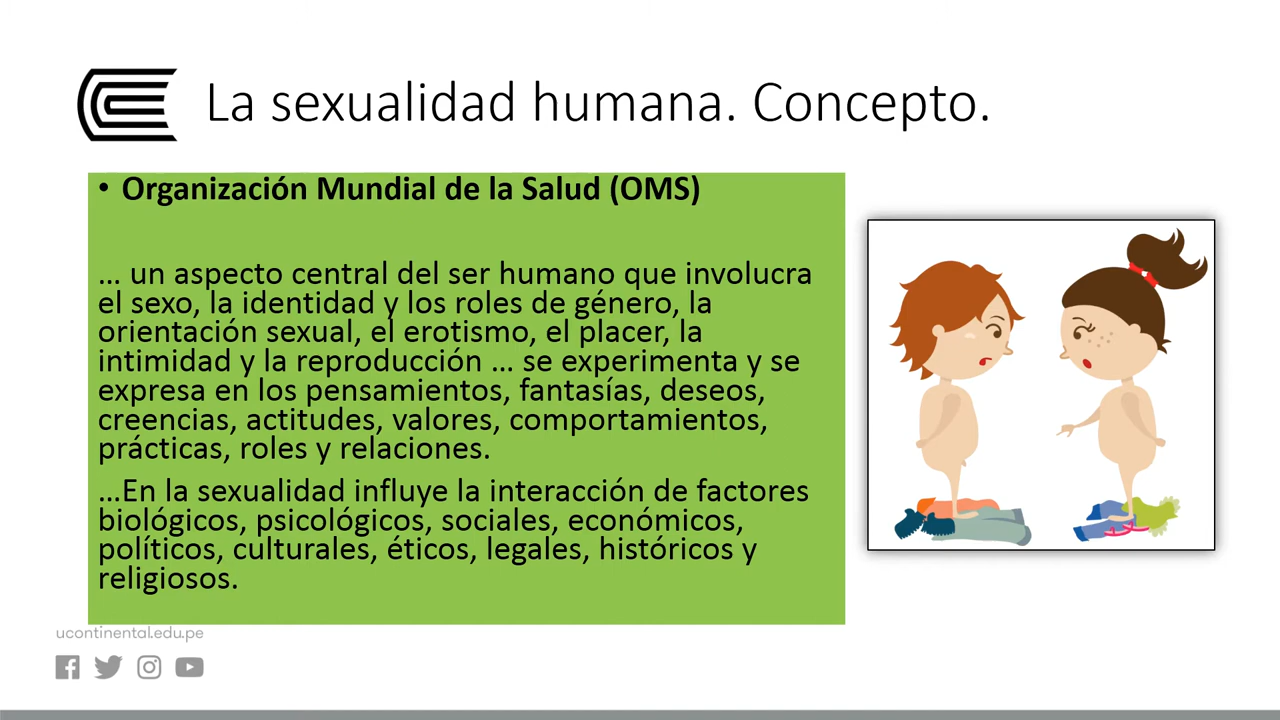 La sexualidad humana. Concepto.
• Organización Mundial de la Salud (OMS)
... un aspecto central del ser humano que involucra
el sexo, la identidad y los roles de género, la
orientación sexual, el erotismo, el placer, la
intimidad y la reproducción ... se experimenta y se
expresa en los pensamientos, fantasías, deseos,
creencias, actitudes, valores, comportamientos,
prácticas, roles y relaciones.
...En la sexualidad influye la interacción de factores
biológicos, psicológicos, sociales, económicos,
políticos, culturales, éticos, legales, históricos y
religiosos.
ucontinental.edu.pe